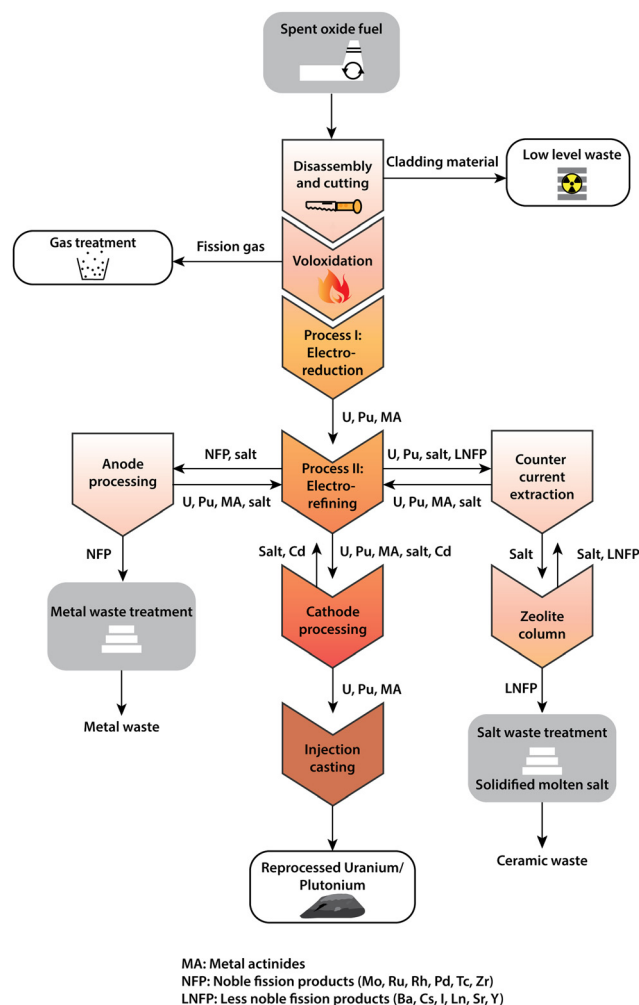 Spent oxide fuel
Disassembly
and cutting
Cladding material
Low level waste
Gas treatment
Fission gas
Voloxidation
Process I:
Electro-
reduction
U, Pu, MA
Anode
processing
NFP, salt
U, Pu, MA, salt
Process II:
Electro-
refining
U, Pu, salt, LNFP
U, Pu, MA, salt
Counter
current
extraction
NFP
Salt, Cd
U, Pu, MA, salt, Cd
Salt
Salt, LNFP
Metal waste treatment
Cathode
processing
Zeolite
column
Metal waste
U, Pu, MA
LNFP
Injection
casting
Salt waste treatment
Solidified molten salt
Ceramic waste
Reprocessed Uranium/
Plutonium
MA: Metal actinides
NFP: Noble fission products (Mo, Ru, Rh, Pd, Tc, Zr)
LNFP: Less noble fission products (Ba, Cs, I, Ln, Sr, Y)